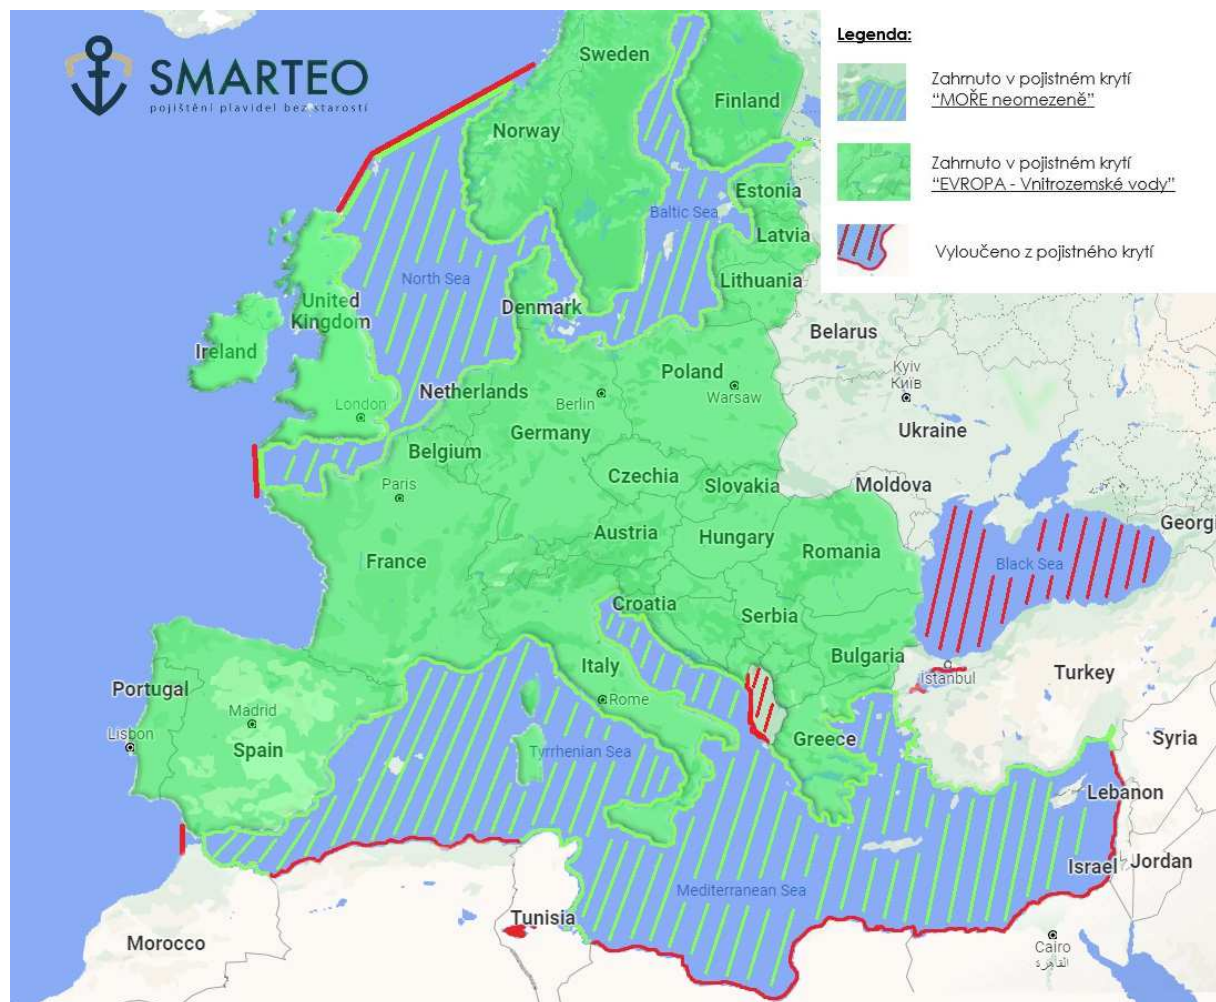 SMARTEO
pojištění plavidel bez starostí
Legenda:
Zahrnuto v pojistném krytí
“MOŘE neomezeně”
Zahrnuto v pojistném krytí
“EVROPA - Vnitrozemské vody”
Vyloučeno z pojistného krytí
Sweden
Finland
Norway
Estonia
Baltic Sea
Latvia
North Sea
Lithuania
Denmark
United
Kingdom
Ireland
Belarus
Poland
Warsaw
Kyiv
Київ
Netherlands
Berlin
London
Germany
Ukraine
Belgium
Czechia
Paris
Slovakia
Moldova
Georgi
Austria
Hungary
Romania
France
Black Sea
Croatia
Serbia
Bulgaria
Italy
Istanbul
Turkey
Portugal
Rome
Madrid
Lisbon
Spain
Greece
Tyrrhenian Sea
Syria
Lebanon
Israel
Jordan
Mediterranean Sea
Tunisia
Morocco
Cairo
القاهرة